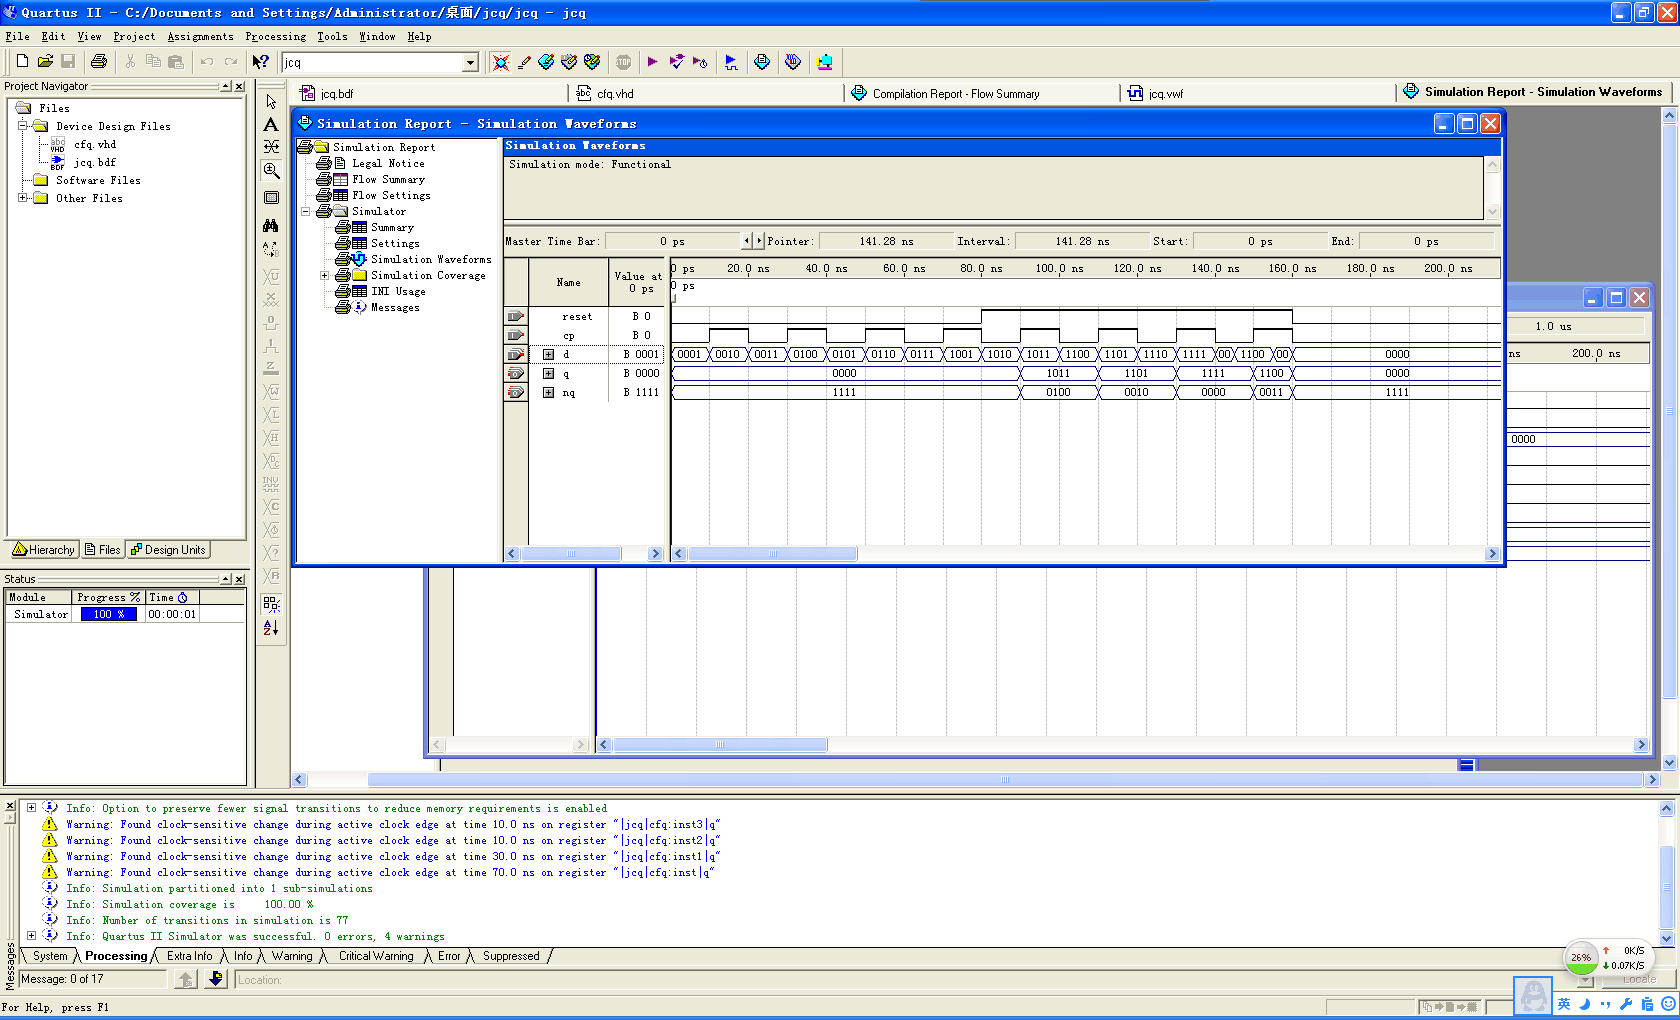 Quartus II - C:/Documents and Settings/Administrator/桌面/jcq/jcq - jcq
File Edit View Project Assignments Processing Tools Window Help
jcq
STOP
Project Navigator
Files
Device Design Files
cfq.vhd
jcq.bdf
Software Files
Other Files
Hierarchy Files Design Units
Status
Module Progress % Time
Simulator 100 % 00:00:01
jcq.bdf
cfq.vhd
Compilation Report - Flow Summary
jcq.vwf
Simulation Report - Simulation Waveforms
Simulation Report - Simulation Waveforms
Simulation Report
Legal Notice
Flow Summary
Flow Settings
Simulator
Summary
Settings
Simulation Waveforms
Simulation Coverage
INI Usage
Messages
Simulation Waveforms
Simulation mode: Functional
Master Time Bar: 0 ps Pointer: 141.28 ns Interval: 141.28 ns Start: 0 ps End: 0 ps
Name Value at 0 ps
0 ps 20.0 ns 40.0 ns 60.0 ns 80.0 ns 100.0 ns 120.0 ns 140.0 ns 160.0 ns 180.0 ns 200.0 ns
0 ps
reset B 0
cp B 0
d B 0001 0001 0010 0011 0100 0101 0110 0111 1001 1010 1011 1100 1101 1110 1111 00 1100 00 0000
q B 0000 0000 1011 1101 1111 1100 0000
nq B 1111 1111 0100 0010 0000 0011 1111
1.0 us
ns 200.0 ns
0000
Info: Option to preserve fewer signal transitions to reduce memory requirements is enabled
Warning: Found clock-sensitive change during active clock edge at time 10.0 ns on register "|jcq|cfq:inst3|q"
Warning: Found clock-sensitive change during active clock edge at time 10.0 ns on register "|jcq|cfq:inst2|q"
Warning: Found clock-sensitive change during active clock edge at time 30.0 ns on register "|jcq|cfq:inst1|q"
Warning: Found clock-sensitive change during active clock edge at time 70.0 ns on register "|jcq|cfq:inst|q"
Info: Simulation partitioned into 1 sub-simulations
Info: Simulation coverage is 100.00 %
Info: Number of transitions in simulation is 77
Info: Quartus II Simulator was successful. 0 errors, 4 warnings
System Processing Extra Info Info Warning Critical Warning Error Suppressed
Messages
Message: 0 of 17
Location:
Locate
26%
0K/S
0.07K/S
For Help, press F1
英